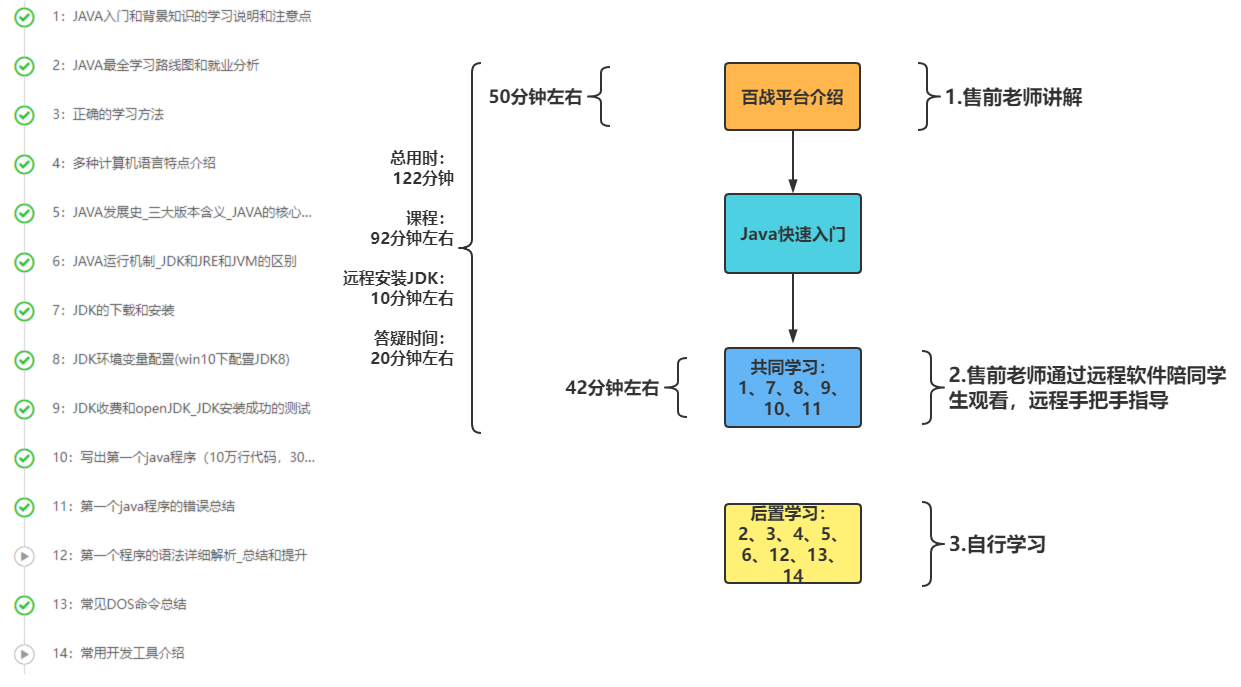 1：JAVA入门和背景知识的学习说明和注意点
2：JAVA最全学习路线图和就业分析
3：正确的学习方法
4：多种计算机语言特点介绍
5：JAVA发展史_三大版本含义_JAVA的核心...
6：JAVA运行机制_JDK和JRE和JVM的区别
7：JDK的下载和安装
8：JDK环境变量配置(win10下配置JDK8)
9：JDK收费和openJDK_JDK安装成功的测试
10：写出第一个java程序（10万行代码，30...
11：第一个java程序的错误总结
12：第一个程序的语法详细解析_总结和提升
13：常见DOS命令总结
14：常用开发工具介绍
总用时：
122分钟
课程：
92分钟左右
远程安装JDK：
10分钟左右
答疑时间：
20分钟左右
50分钟左右
百战平台介绍
1.售前老师讲解
Java快速入门
42分钟左右
共同学习：
1、7、8、9、
10、11
2.售前老师通过远程软件陪同学
生观看，远程手把手指导
后置学习：
2、3、4、5、
6、12、13、
14
3.自行学习